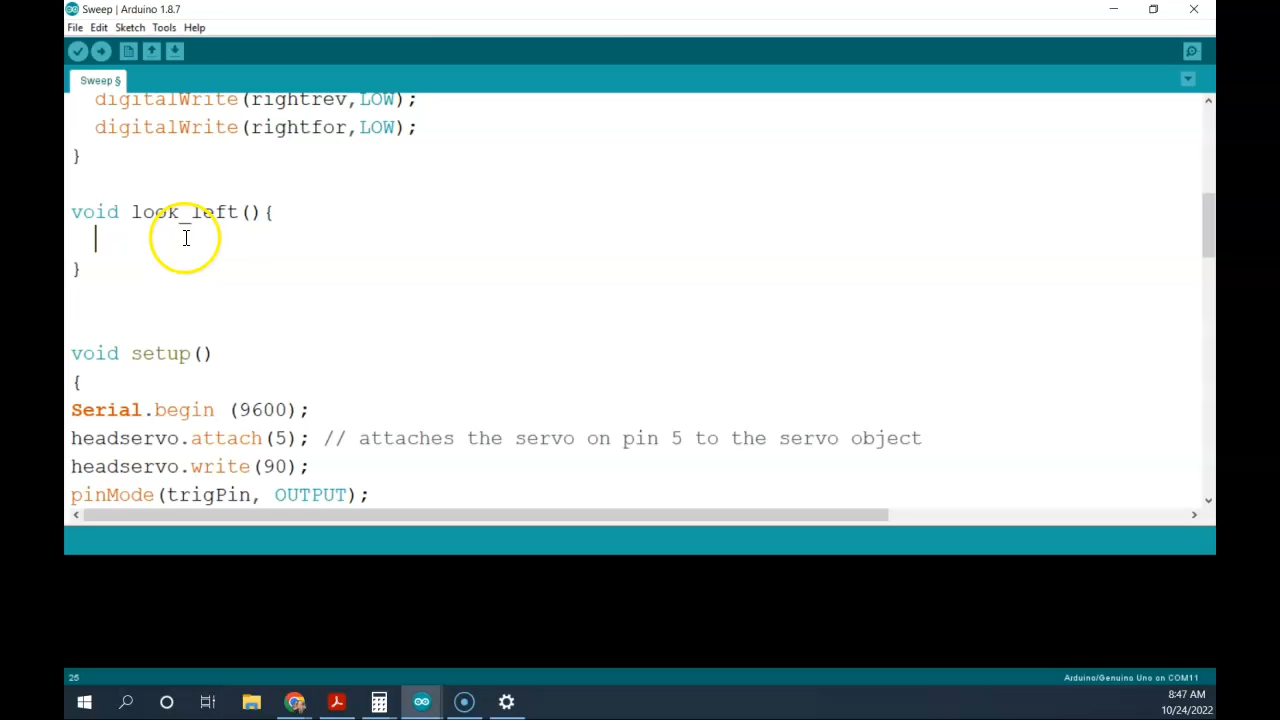 Sweep | Arduino 1.8.7
File Edit Sketch Tools Help
Sweep §
digitalWrite(rightrev,LOW);
digitalWrite(rightfor,LOW);
}
void look_left(){
}
void setup()
{
Serial.begin (9600);
headservo.attach(5); // attaches the servo on pin 5 to the servo object
headservo.write(90);
pinMode(trigPin, OUTPUT);
25 Arduino/Genuino Uno on COM11
8:47 AM
10/24/2022